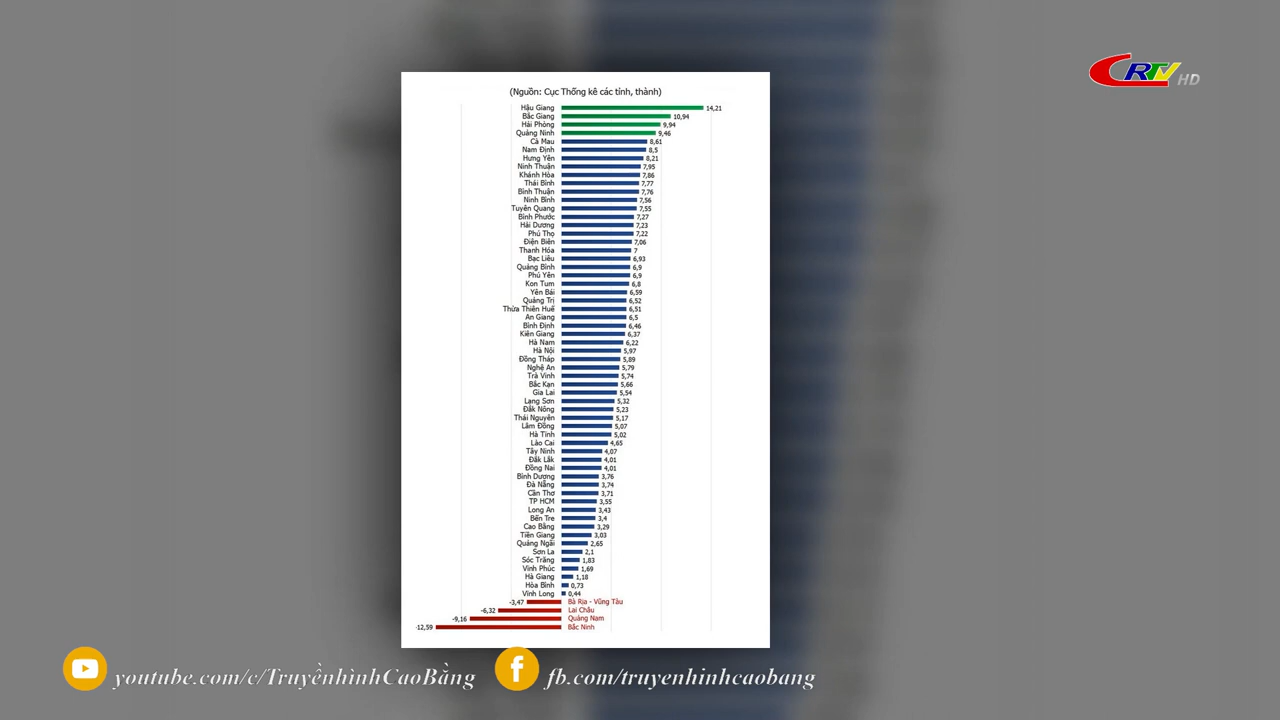 CRTV HD
(Nguồn: Cục Thống kê các tỉnh, thành)
Hậu Giang 14,21
Bắc Giang 10,94
Hải Phòng 9,94
Quảng Ninh 9,46
Cà Mau 8,61
Nam Định 8,5
Hưng Yên 8,21
Ninh Thuận 7,95
Khánh Hòa 7,86
Thái Bình 7,77
Bình Thuận 7,76
Ninh Bình 7,56
Tuyên Quang 7,55
Bình Phước 7,27
Hải Dương 7,23
Phú Thọ 7,22
Điện Biên 7,06
Thanh Hóa 7
Bạc Liêu 6,93
Quảng Bình 6,9
Phú Yên 6,9
Kon Tum 6,8
Yên Bái 6,59
Quảng Trị 6,52
Thừa Thiên Huế 6,51
An Giang 6,5
Bình Định 6,46
Kiên Giang 6,37
Hà Nam 6,22
Hà Nội 5,97
Đồng Tháp 5,89
Nghệ An 5,79
Trà Vinh 5,74
Bắc Kạn 5,66
Gia Lai 5,54
Lạng Sơn 5,32
Đắk Nông 5,23
Thái Nguyên 5,17
Lâm Đồng 5,07
Hà Tĩnh 5,02
Lào Cai 4,65
Tây Ninh 4,07
Đắk Lắk 4,01
Đồng Nai 4,01
Bình Dương 3,76
Đà Nẵng 3,74
Cần Thơ 3,71
TP HCM 3,55
Long An 3,43
Bến Tre 3,4
Cao Bằng 3,29
Tiền Giang 3,03
Quảng Ngãi 2,65
Sơn La 2,1
Sóc Trăng 1,83
Vĩnh Phúc 1,69
Hà Giang 1,18
Hòa Bình 0,73
Vĩnh Long 0,44
-3,47 Bà Rịa - Vũng Tàu
-6,32 Lai Châu
-9,16 Quảng Nam
-12,59 Bắc Ninh
youtube.com/c/TruyềnhìnhCaoBằng
fb.com/truyenhinhcaobang